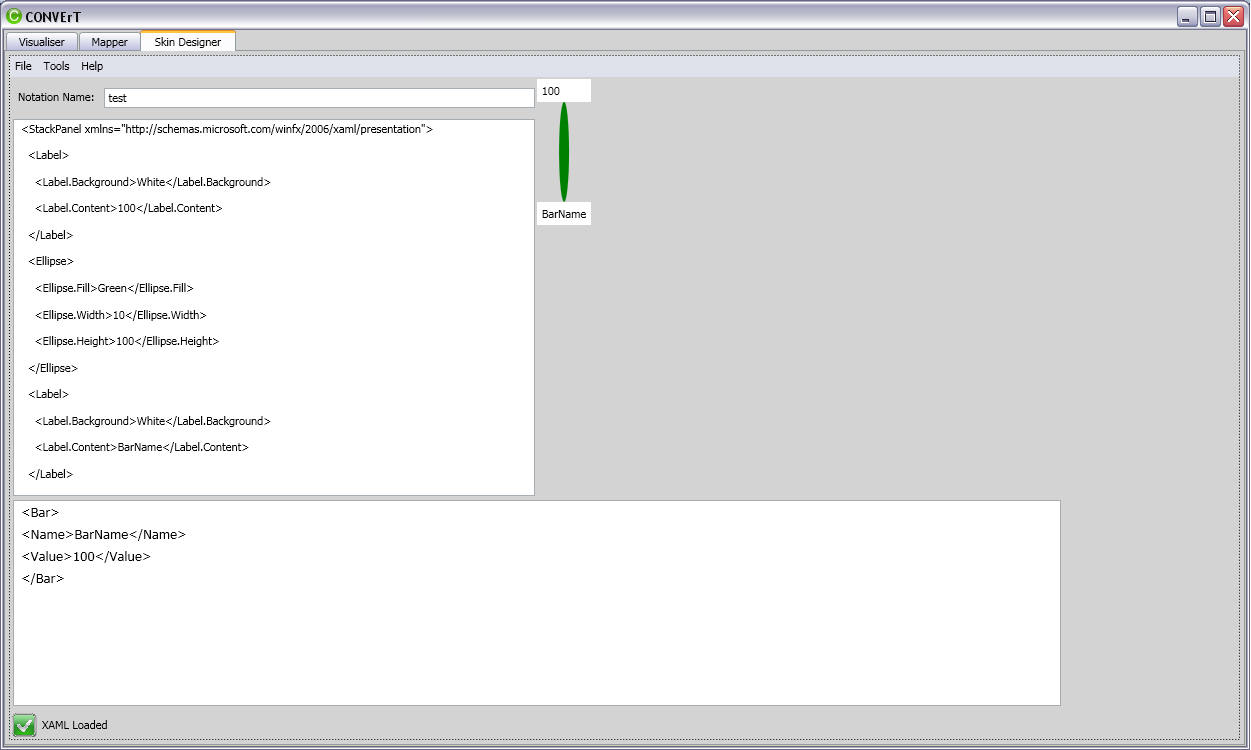 CONVErT
Visualiser Mapper Skin Designer
File Tools Help
Notation Name: test
<StackPanel xmlns="http://schemas.microsoft.com/winfx/2006/xaml/presentation">
<Label>
<Label.Background>White</Label.Background>
<Label.Content>100</Label.Content>
</Label>
<Ellipse>
<Ellipse.Fill>Green</Ellipse.Fill>
<Ellipse.Width>10</Ellipse.Width>
<Ellipse.Height>100</Ellipse.Height>
</Ellipse>
<Label>
<Label.Background>White</Label.Background>
<Label.Content>BarName</Label.Content>
</Label>
100
BarName
<Bar>
<Name>BarName</Name>
<Value>100</Value>
</Bar>
XAML Loaded